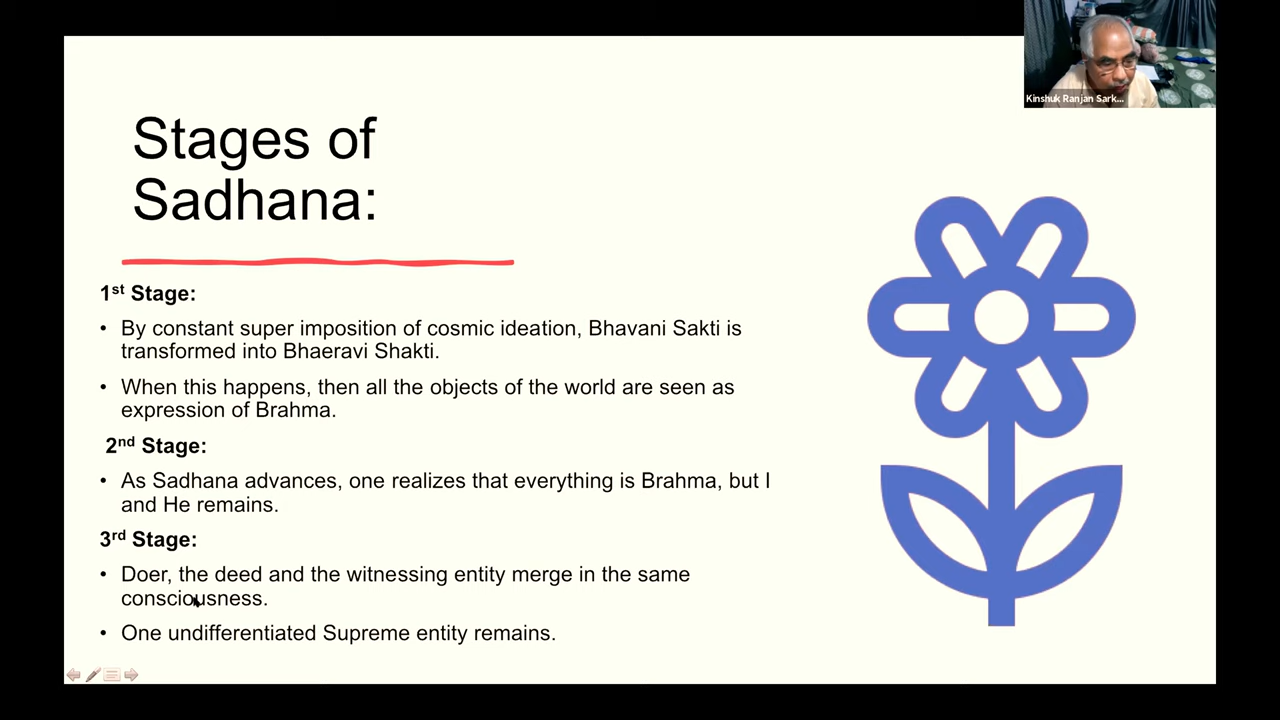 Kinshuk Ranjan Sark...
Stages of
Sadhana:
1st Stage:
• By constant super imposition of cosmic ideation, Bhavani Sakti is
transformed into Bhaeravi Shakti.
• When this happens, then all the objects of the world are seen as
expression of Brahma.
2nd Stage:
• As Sadhana advances, one realizes that everything is Brahma, but I
and He remains.
3rd Stage:
• Doer, the deed and the witnessing entity merge in the same
consciousness.
• One undifferentiated Supreme entity remains.